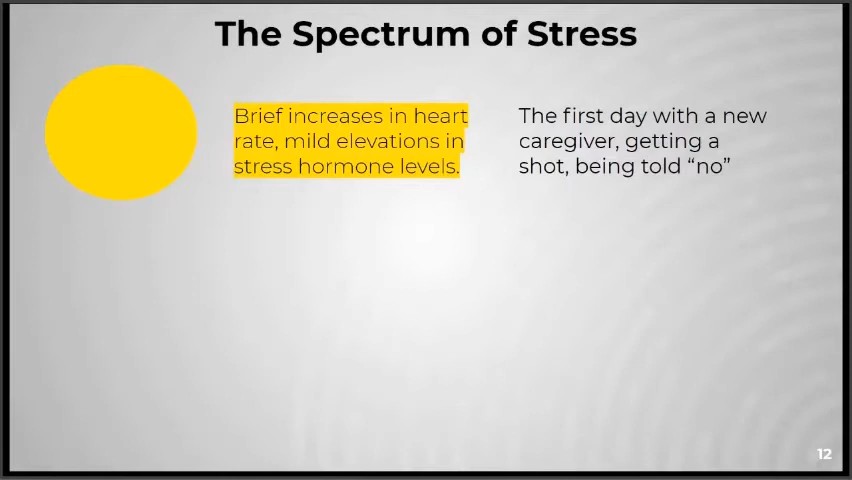 The Spectrum of Stress
Brief increases in heart
rate, mild elevations in
stress hormone levels.
The first day with a new
caregiver, getting a
shot, being told “no”
12